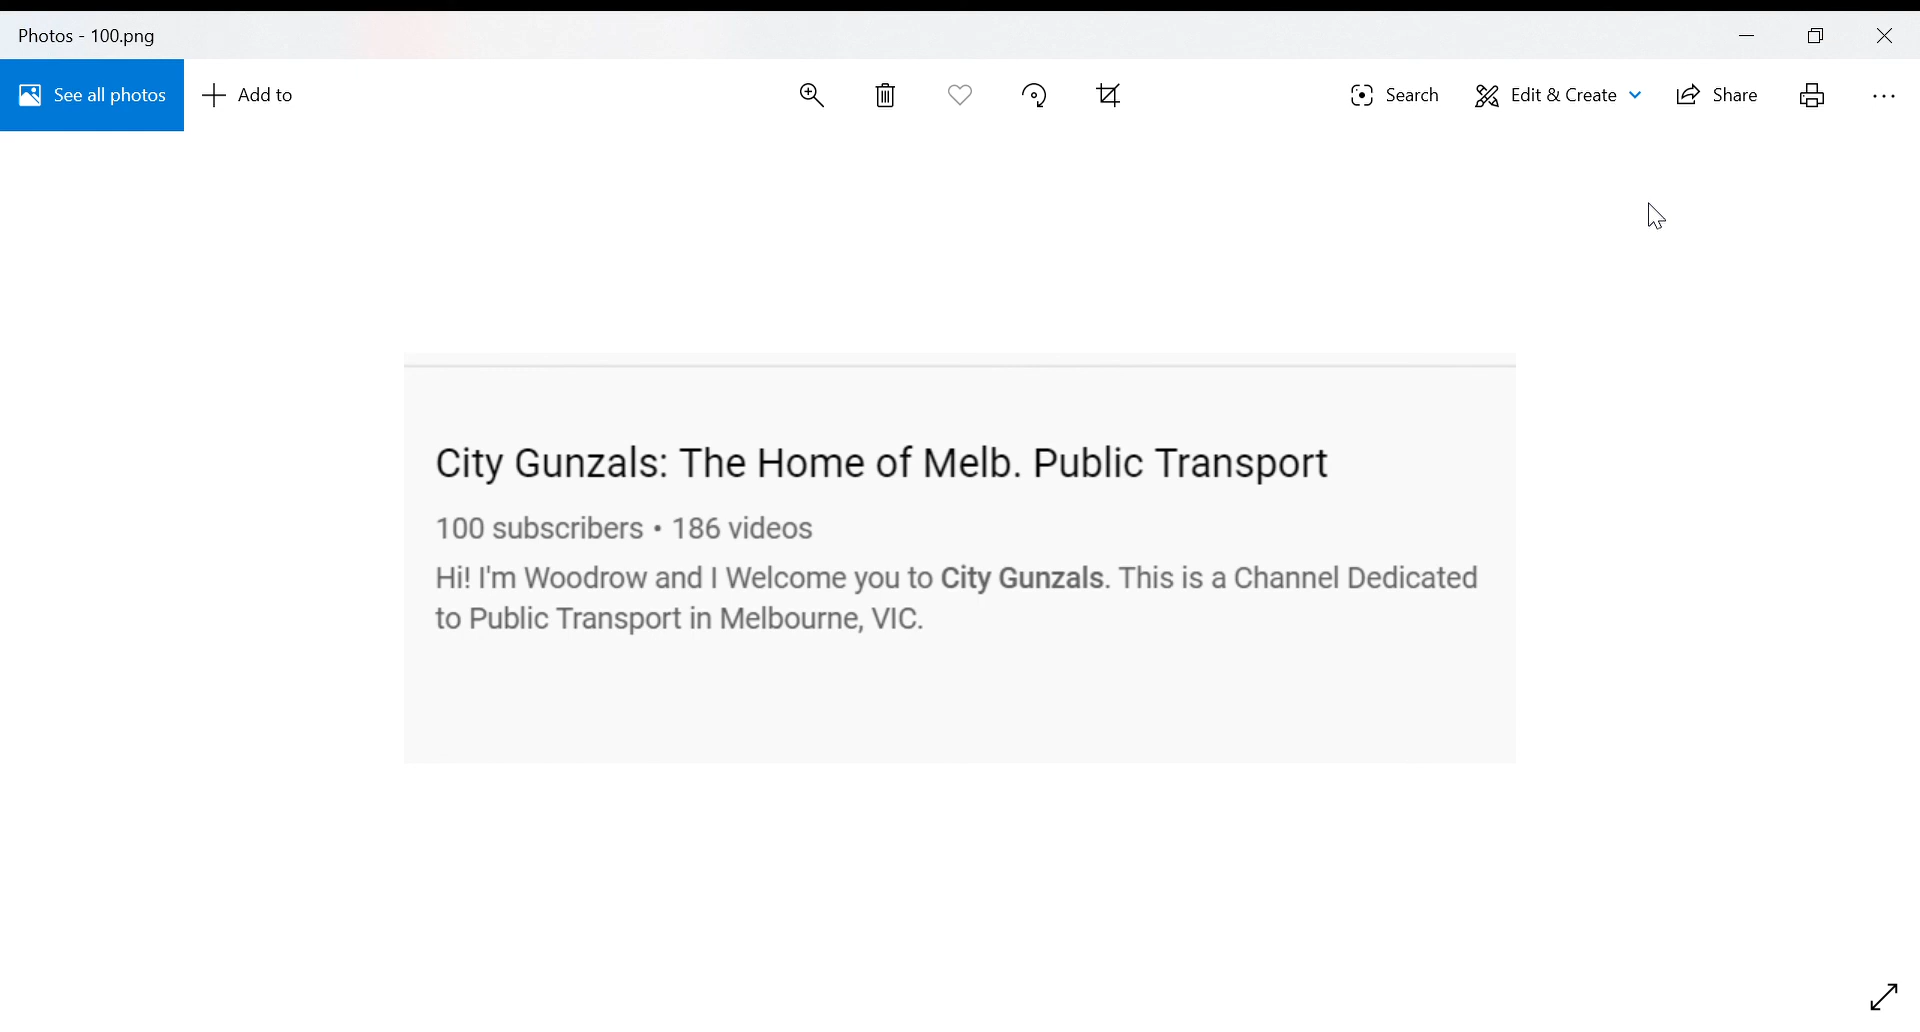 Photos - 100.png
See all photos
Add to
Search
Edit & Create
Share
City Gunzals: The Home of Melb. Public Transport
100 subscribers • 186 videos
Hi! I'm Woodrow and I Welcome you to City Gunzals. This is a Channel Dedicated
to Public Transport in Melbourne, VIC.